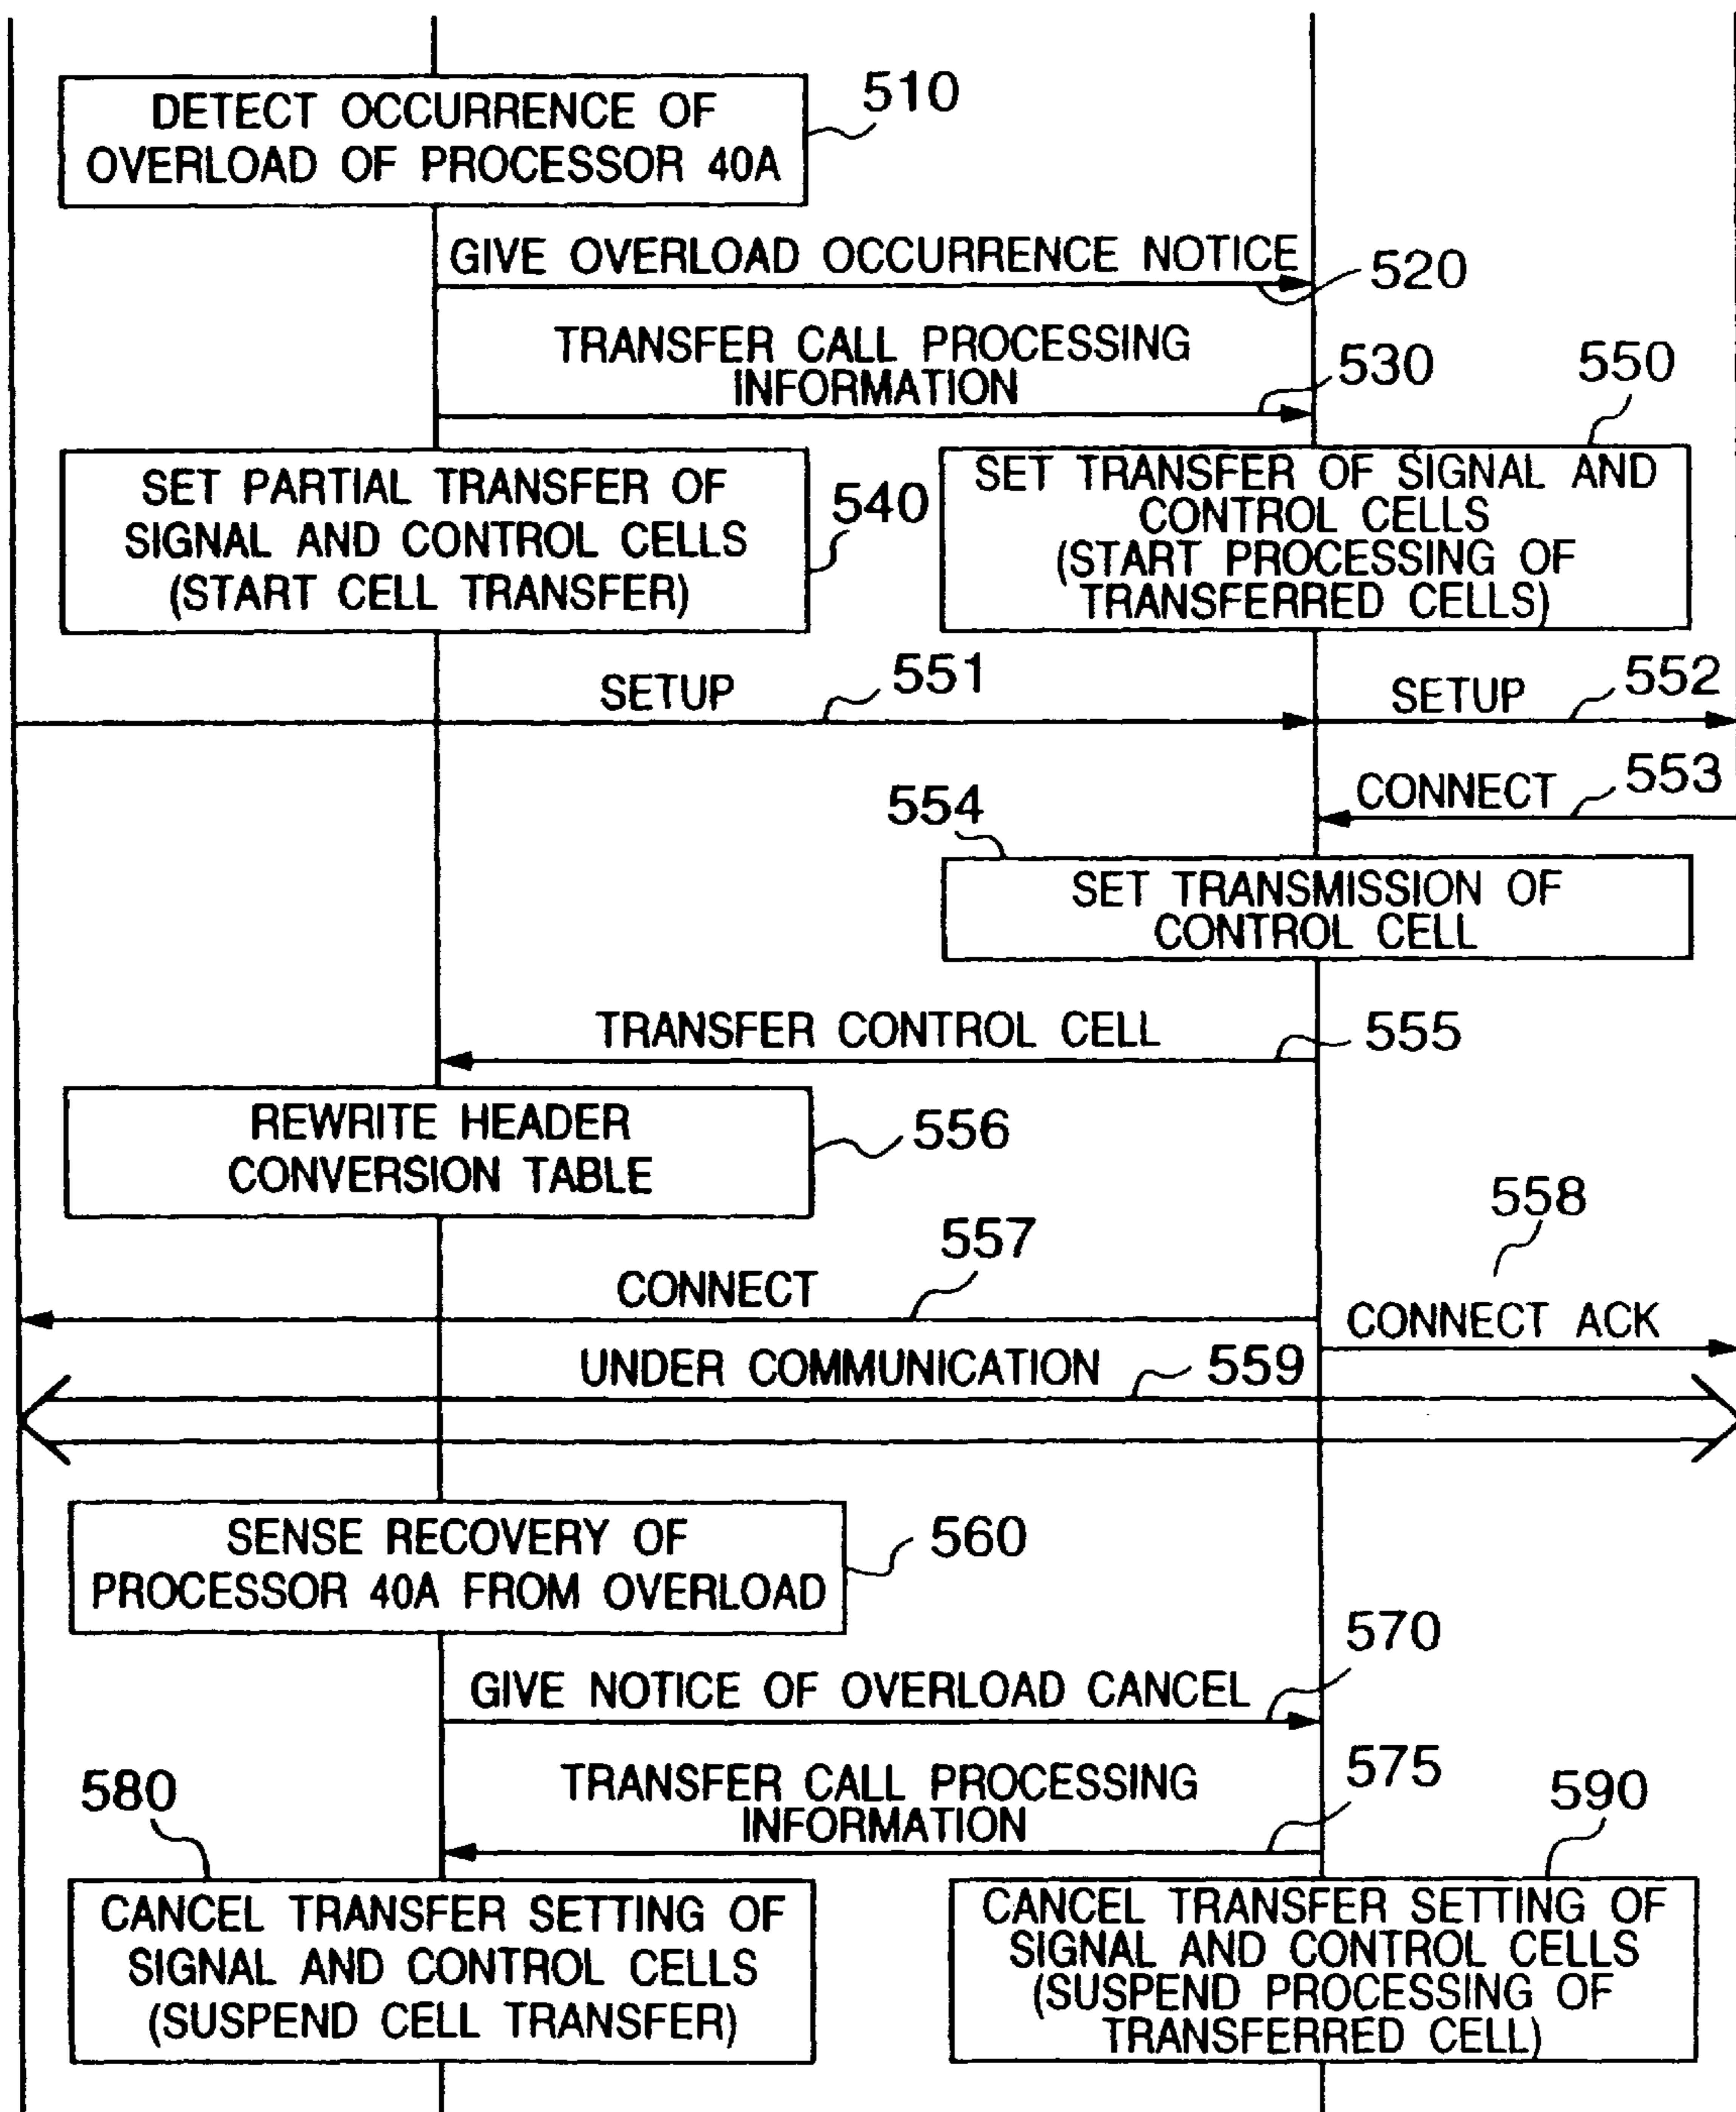 DETECT OCCURRENCE OF
OVERLOAD OF PROCESSOR 40A
510
GIVE OVERLOAD OCCURRENCE NOTICE
520
TRANSFER CALL PROCESSING
INFORMATION
530
550
SET PARTIAL TRANSFER OF
SIGNAL AND CONTROL CELLS
(START CELL TRANSFER)
540
SET TRANSFER OF SIGNAL AND
CONTROL CELLS
(START PROCESSING OF
TRANSFERRED CELLS)
SETUP
551
SETUP
552
CONNECT
553
554
SET TRANSMISSION OF
CONTROL CELL
TRANSFER CONTROL CELL
555
REWRITE HEADER
CONVERSION TABLE
556
557
558
CONNECT
CONNECT ACK
UNDER COMMUNICATION
559
SENSE RECOVERY OF
PROCESSOR 40A FROM OVERLOAD
560
570
GIVE NOTICE OF OVERLOAD CANCEL
575
580
TRANSFER CALL PROCESSING
INFORMATION
590
CANCEL TRANSFER SETTING OF
SIGNAL AND CONTROL CELLS
(SUSPEND CELL TRANSFER)
CANCEL TRANSFER SETTING OF
SIGNAL AND CONTROL CELLS
(SUSPEND PROCESSING OF
TRANSFERRED CELL)